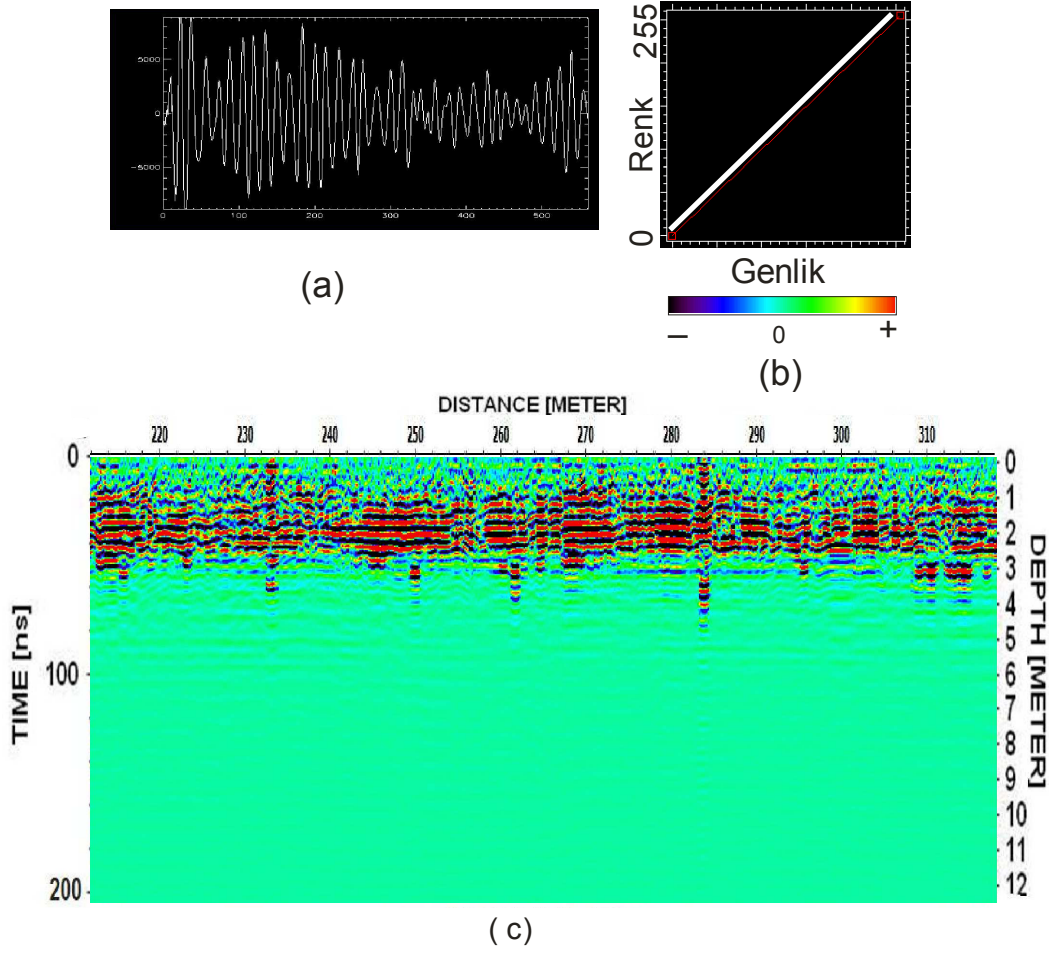 5000
0
−5000
0 100 200 300 400 500
(a)
255
Renk
0
Genlik
– 0 +
(b)
DISTANCE [METER]
220 230 240 250 260 270 280 290 300 310
0
100
200
TIME [ns]
0
1
2
3
4
5
6
7
8
9
10
11
12
DEPTH [METER]
( c)